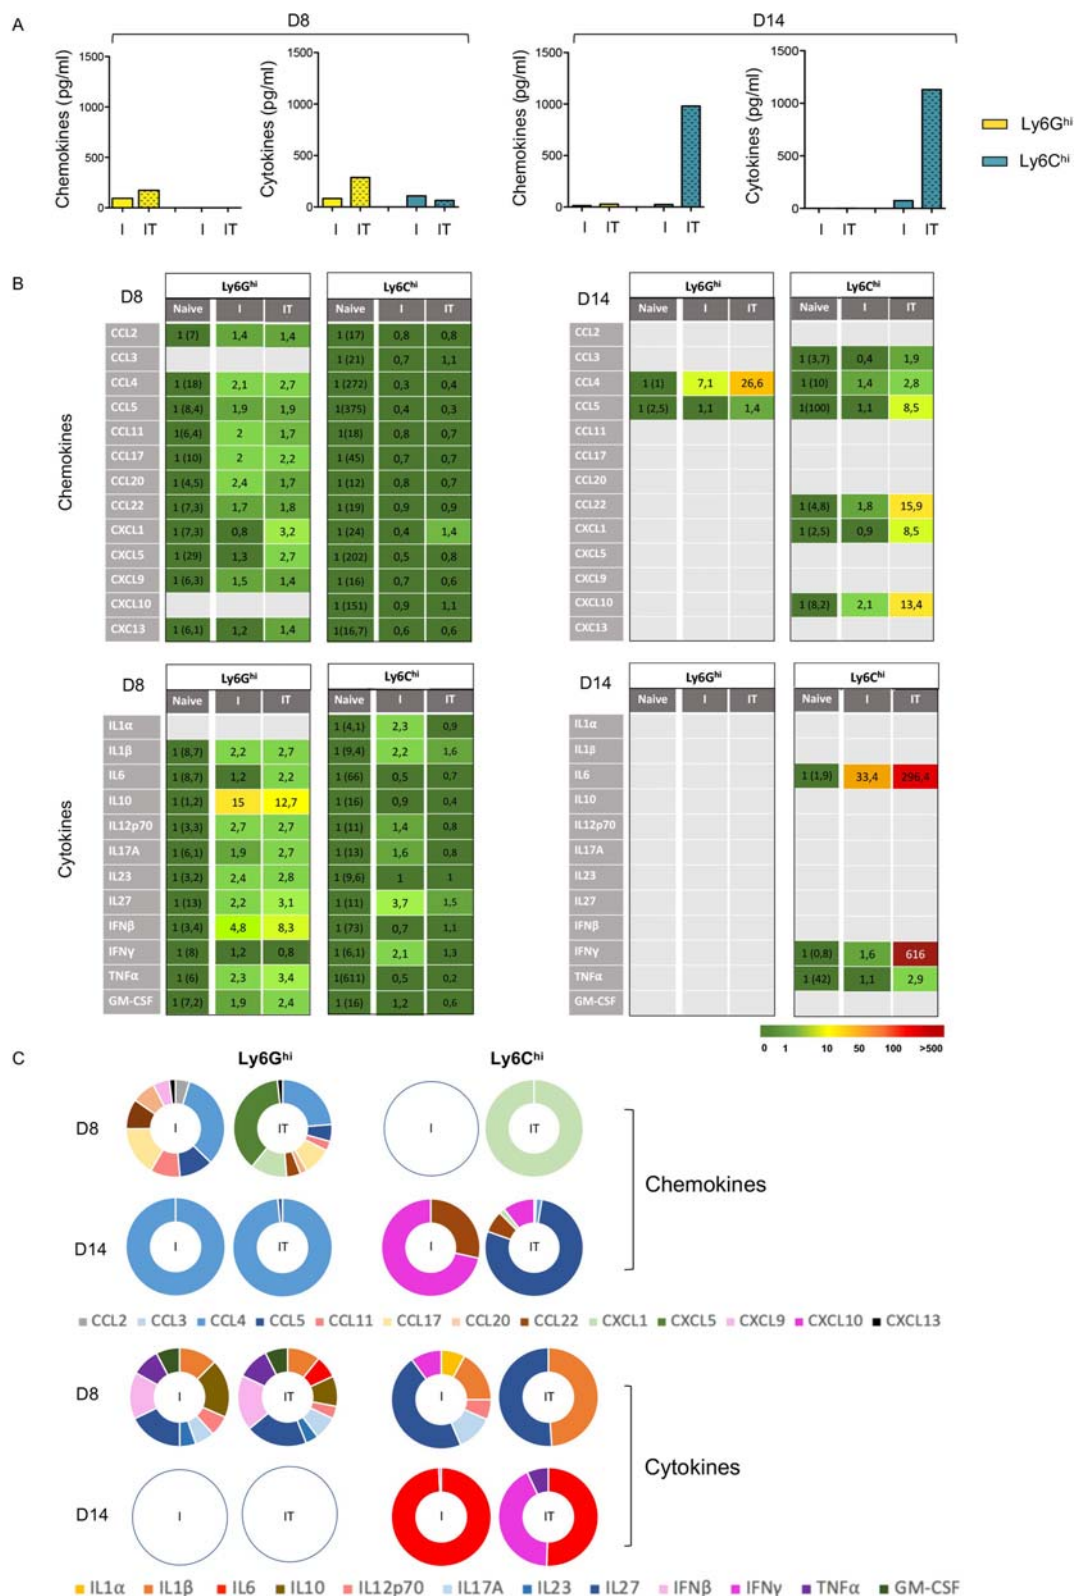 A
D8
D14
Chemokines (pg/ml)
1500
1000
500
0
I IT I IT
Cytokines (pg/ml)
1500
1000
500
0
I IT I IT
Chemokines (pg/ml)
1500
1000
500
0
I IT I IT
Cytokines (pg/ml)
1500
1000
500
0
I IT I IT
Ly6Ghi
Ly6Chi
B
Chemokines
D8 Ly6Ghi Ly6Chi
Naive I IT Naive I IT
CCL2 1 (7) 1,4 1,4 1 (17) 0,8 0,8
CCL3 1 (21) 0,7 1,1
CCL4 1 (18) 2,1 2,7 1 (272) 0,3 0,4
CCL5 1 (8,4) 1,9 1,9 1(375) 0,4 0,3
CCL11 1(6,4) 2 1,7 1(18) 0,8 0,7
CCL17 1 (10) 2 2,2 1 (45) 0,7 0,7
CCL20 1 (4,5) 2,4 1,7 1 (12) 0,8 0,7
CCL22 1 (7,3) 1,7 1,8 1 (19) 0,9 0,9
CXCL1 1 (7,3) 0,8 3,2 1 (24) 0,4 1,4
CXCL5 1 (29) 1,3 2,7 1 (202) 0,5 0,8
CXCL9 1 (6,3) 1,5 1,4 1 (16) 0,7 0,6
CXCL10 1 (151) 0,9 1,1
CXC13 1 (6,1) 1,2 1,4 1(16,7) 0,6 0,6
D14 Ly6Ghi Ly6Chi
Naive I IT Naive I IT
CCL2
CCL3 1 (3,7) 0,4 1,9
CCL4 1 (1) 7,1 26,6 1 (10) 1,4 2,8
CCL5 1 (2,5) 1,1 1,4 1(100) 1,1 8,5
CCL11
CCL17
CCL20
CCL22 1 (4,8) 1,8 15,9
CXCL1 1 (2,5) 0,9 8,5
CXCL5
CXCL9
CXCL10 1 (8,2) 2,1 13,4
CXC13
Cytokines
D8 Ly6Ghi Ly6Chi
Naive I IT Naive I IT
IL1α 1 (4,1) 2,3 0,9
IL1β 1 (8,7) 2,2 2,7 1 (9,4) 2,2 1,6
IL6 1 (8,7) 1,2 2,2 1 (66) 0,5 0,7
IL10 1 (1,2) 15 12,7 1 (16) 0,9 0,4
IL12p70 1 (3,3) 2,7 2,7 1 (11) 1,4 0,8
IL17A 1 (6,1) 1,9 2,7 1 (13) 1,6 0,8
IL23 1 (3,2) 2,4 2,8 1 (9,6) 1 1
IL27 1 (13) 2,2 3,1 1 (11) 3,7 1,5
IFNβ 1 (3,4) 4,8 8,3 1 (73) 0,7 1,1
IFNγ 1 (8) 1,2 0,8 1 (6,1) 2,1 1,3
TNFα 1 (6) 2,3 3,4 1(611) 0,5 0,2
GM-CSF 1 (7,2) 1,9 2,4 1 (16) 1,2 0,6
D14 Ly6Ghi Ly6Chi
Naive I IT Naive I IT
IL1α
IL1β
IL6 1 (1,9) 33,4 296,4
IL10
IL12p70
IL17A
IL23
IL27
IFNβ
IFNγ 1 (0,8) 1,6 616
TNFα 1 (42) 1,1 2,9
GM-CSF
0 1 10 50 100 >500
C
Ly6Ghi Ly6Chi
D8 I IT I IT
Chemokines
D14 I IT I IT
CCL2 CCL3 CCL4 CCL5 CCL11 CCL17 CCL20 CCL22 CXCL1 CXCL5 CXCL9 CXCL10 CXCL13
D8 I IT I IT
Cytokines
D14 I IT I IT
IL1α IL1β IL6 IL10 IL12p70 IL17A IL23 IL27 IFNβ IFNγ TNFα GM-CSF